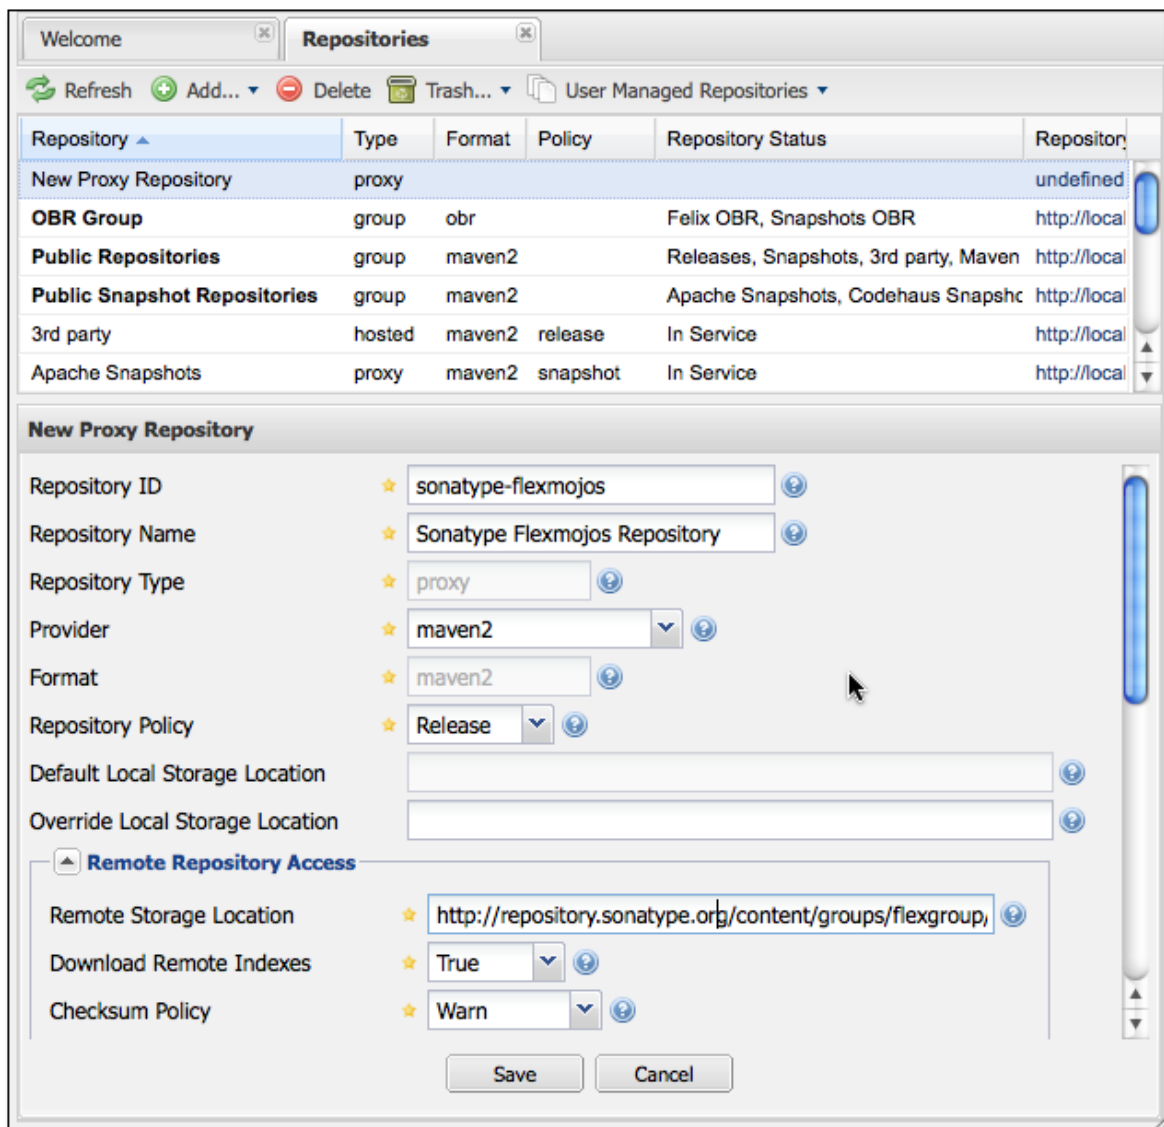 Welcome Repositories
Refresh Add... Delete Trash... User Managed Repositories
Repository Type Format Policy Repository Status Repository
New Proxy Repository proxy undefined
OBR Group group obr Felix OBR, Snapshots OBR http://local
Public Repositories group maven2 Releases, Snapshots, 3rd party, Maven http://local
Public Snapshot Repositories group maven2 Apache Snapshots, Codehaus Snapsho http://local
3rd party hosted maven2 release In Service http://local
Apache Snapshots proxy maven2 snapshot In Service http://local
New Proxy Repository
Repository ID sonatype-flexmojos
Repository Name Sonatype Flexmojos Repository
Repository Type proxy
Provider maven2
Format maven2
Repository Policy Release
Default Local Storage Location
Override Local Storage Location
Remote Repository Access
Remote Storage Location http://repository.sonatype.org/content/groups/flexgroup/
Download Remote Indexes True
Checksum Policy Warn
Save Cancel